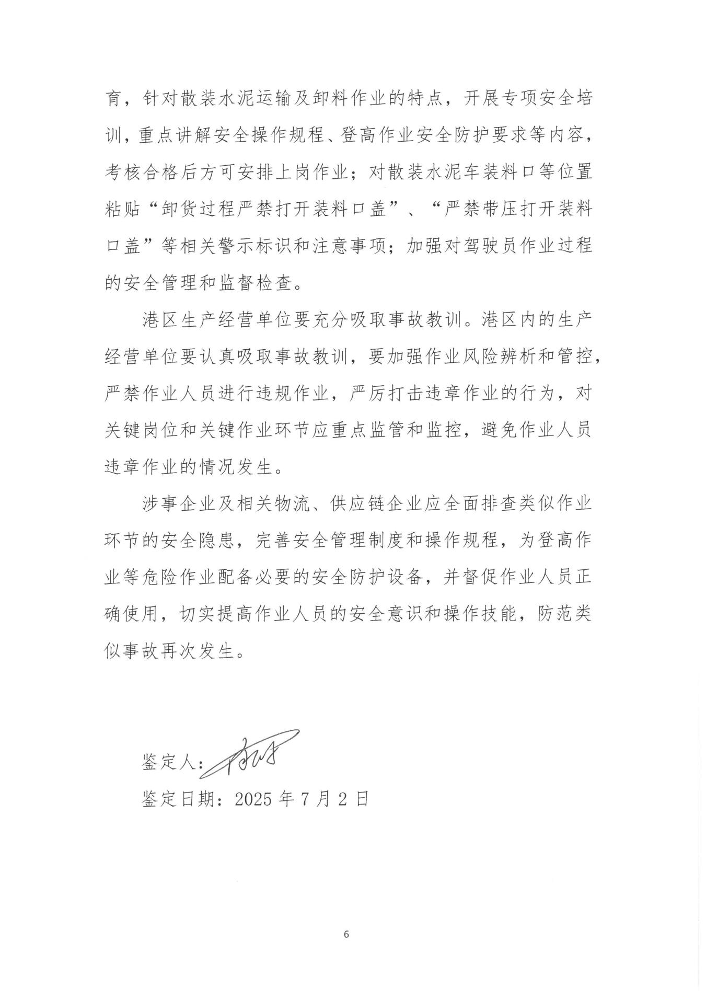 育，针对散装水泥运输及卸料作业的特点，开展专项安全培
训，重点讲解安全操作规程、登高作业安全防护要求等内容，
考核合格后方可安排上岗作业；对散装水泥车装料口等位置
粘贴“卸货过程严禁打开装料口盖”、“严禁带压打开装料
口盖”等相关警示标识和注意事项；加强对驾驶员作业过程
的安全管理和监督检查。
港区生产经营单位要充分吸取事故教训。港区内的生产
经营单位要认真吸取事故教训，要加强作业风险辨析和管控，
严禁作业人员进行违规作业，严厉打击违章作业的行为，对
关键岗位和关键作业环节应重点监管和监控，避免作业人员
违章作业的情况发生。
涉事企业及相关物流、供应链企业应全面排查类似作业
环节的安全隐患，完善安全管理制度和操作规程，为登高作
业等危险作业配备必要的安全防护设备，并督促作业人员正
确使用，切实提高作业人员的安全意识和操作技能，防范类
似事故再次发生。
鉴定人：
鉴定日期：2025 年 7 月 2 日
6